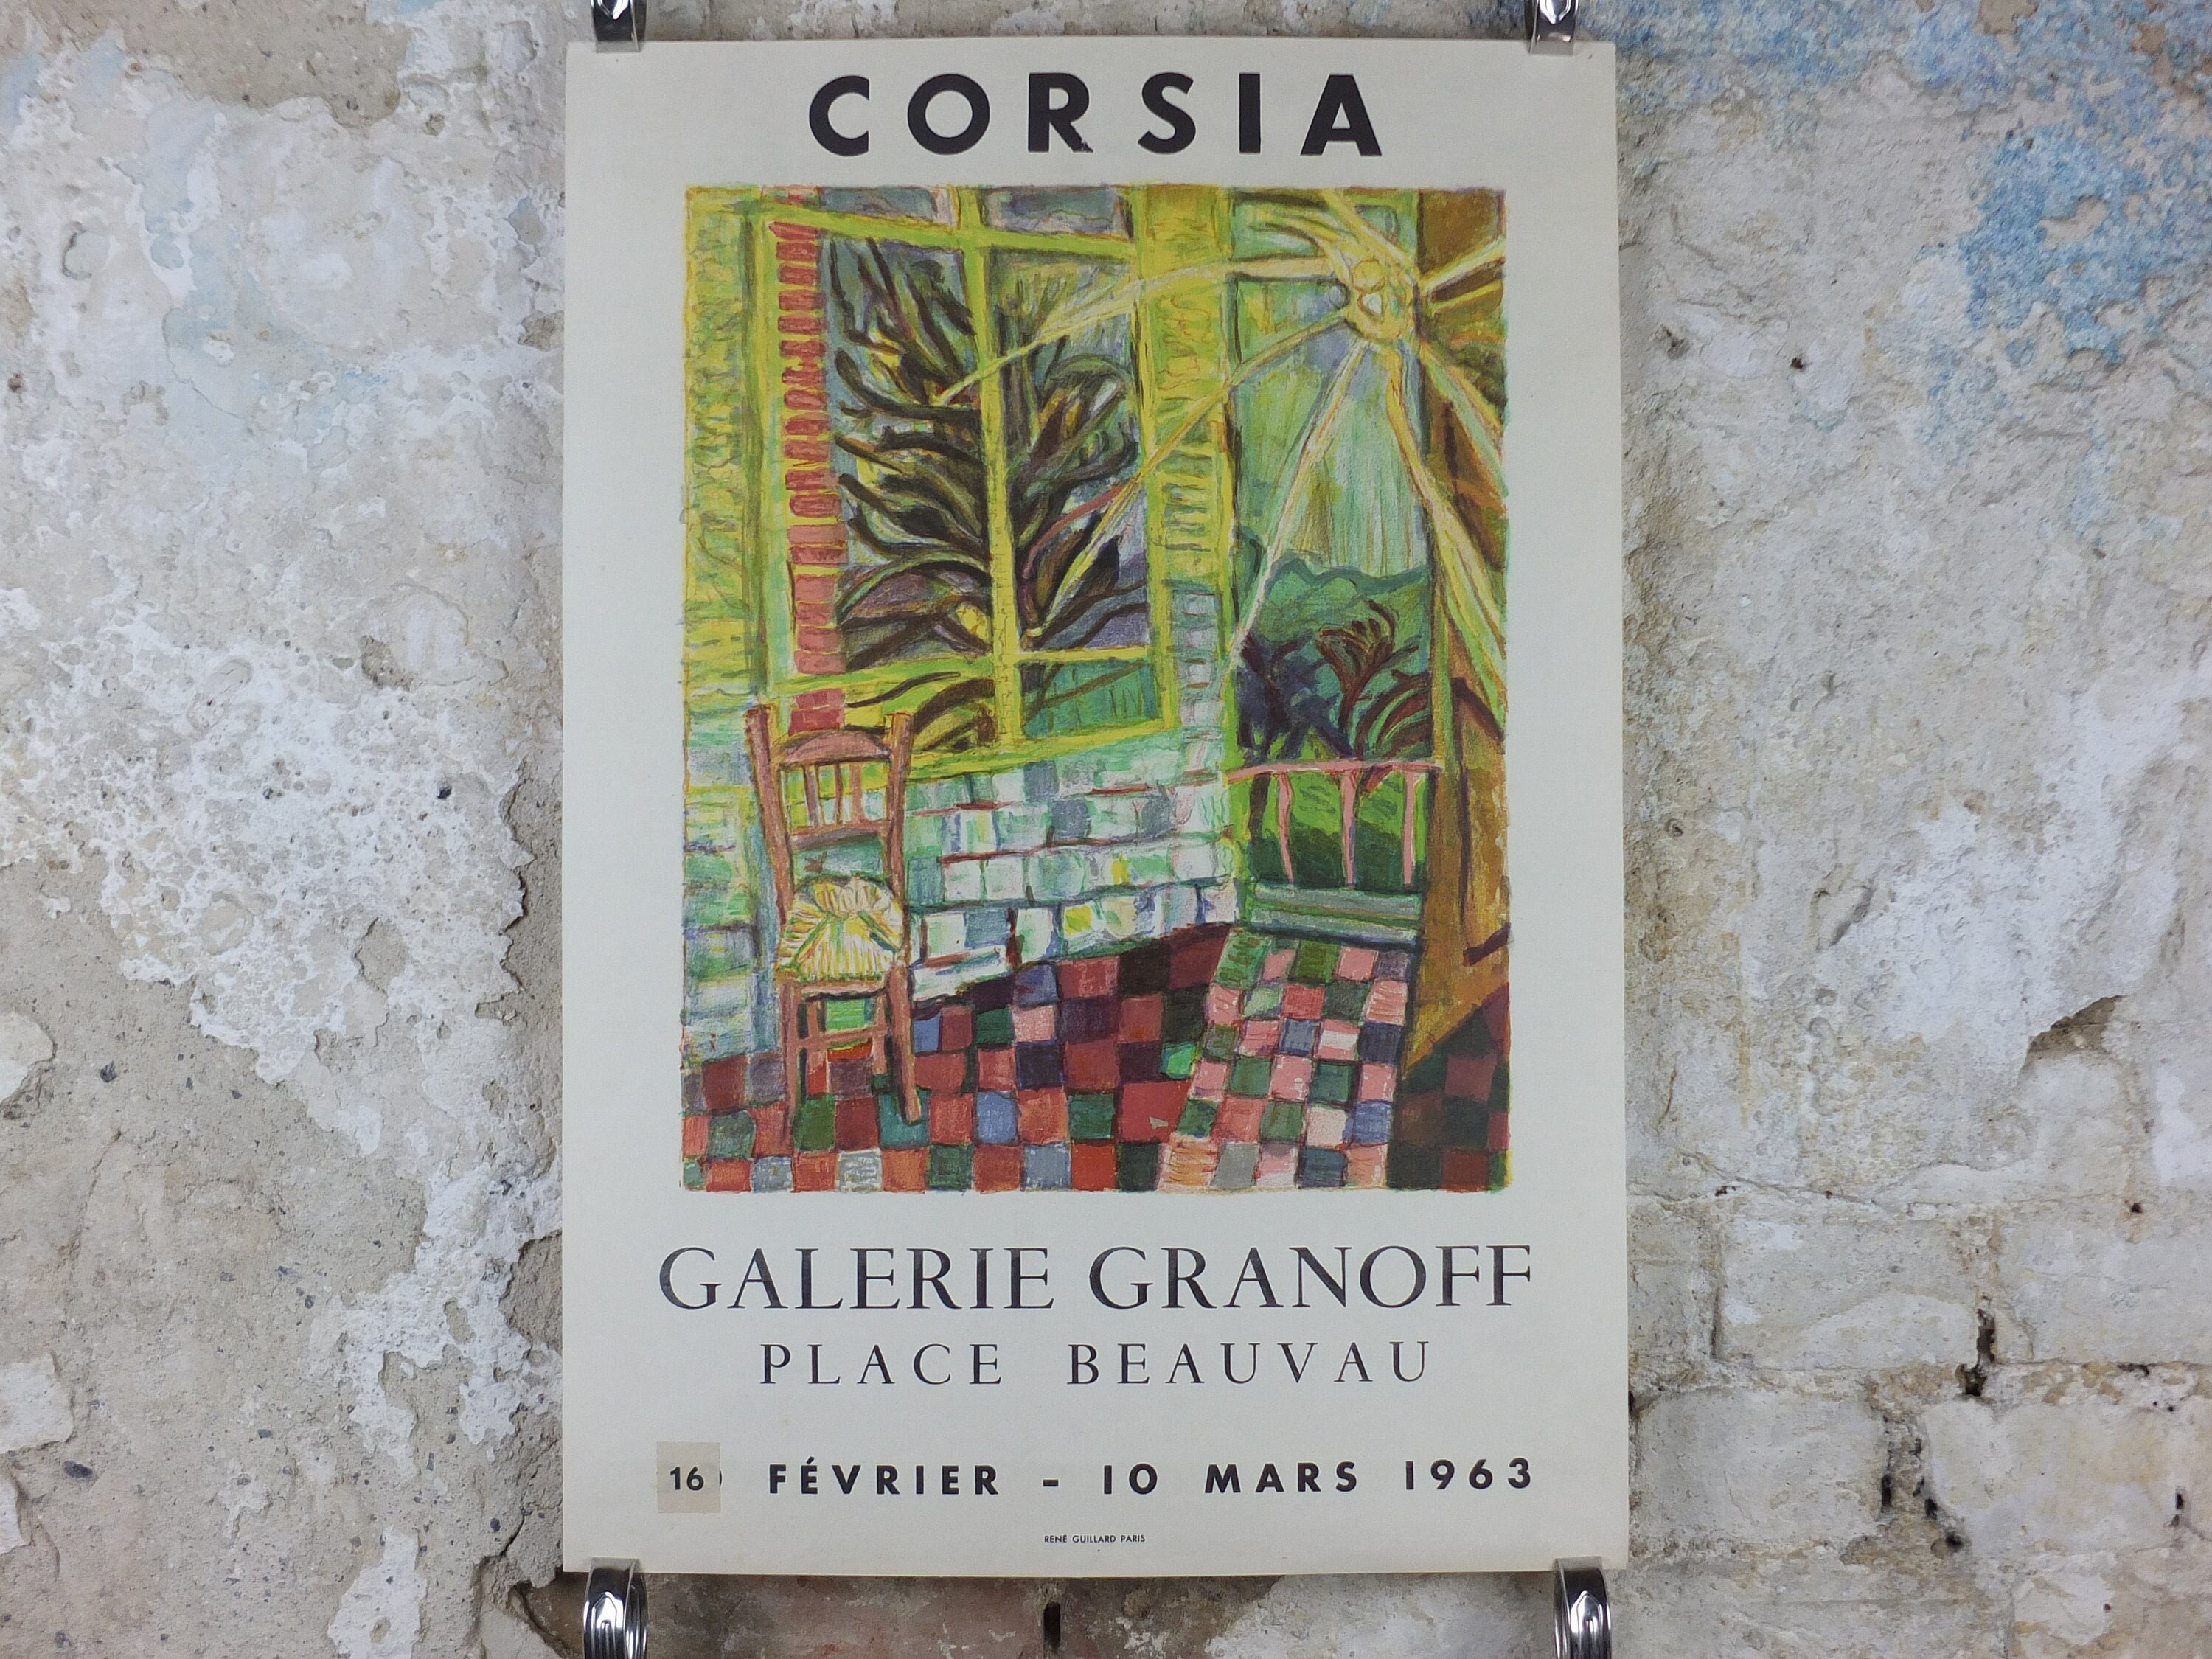 CORSIA
GALERIE GRANOFF
PLACE BEAUVAU
16 FÉVRIER - 10 MARS 1963
RENÉ GUILLARD PARIS